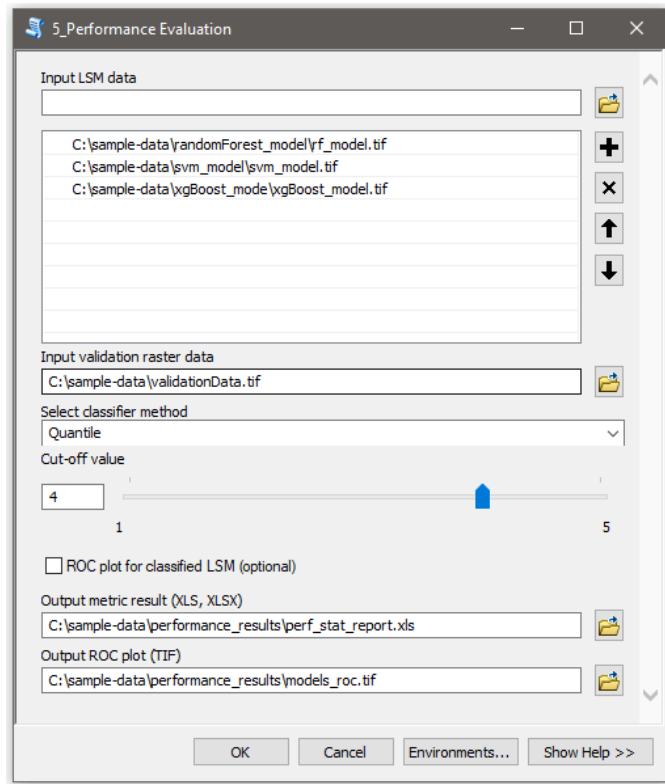 5_Performance Evaluation
Input LSM data
C:\sample-data\randomForest_model\rf_model.tif
C:\sample-data\svm_model\svm_model.tif
C:\sample-data\xgBoost_mode\xgBoost_model.tif
Input validation raster data
C:\sample-data\validationData.tif
Select classifier method
Quantile
Cut-off value
4
1 5
ROC plot for classified LSM (optional)
Output metric result (XLS, XLSX)
C:\sample-data\performance_results\perf_stat_report.xls
Output ROC plot (TIF)
C:\sample-data\performance_results\models_roc.tif
OK Cancel Environments... Show Help >>